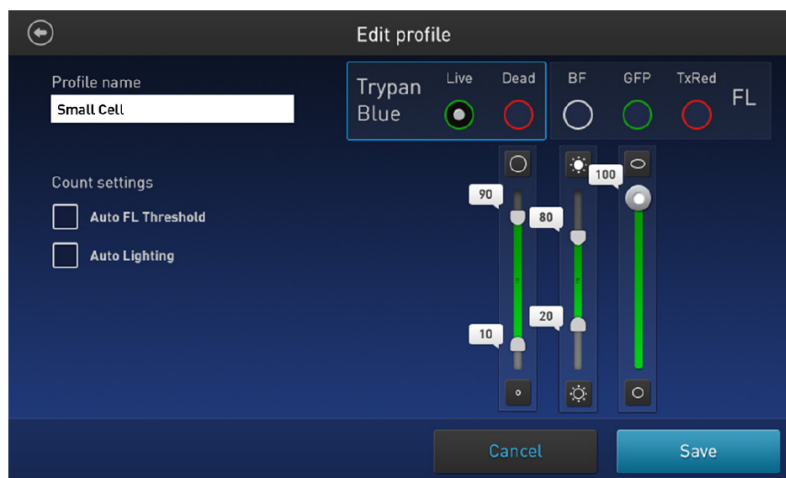 Edit profile
Profile name
Small Cell
Trypan
Blue
Live
Dead
BF
GFP
TxRed
FL
Count settings
Auto FL Threshold
Auto Lighting
90
10
80
20
100
Cancel
Save